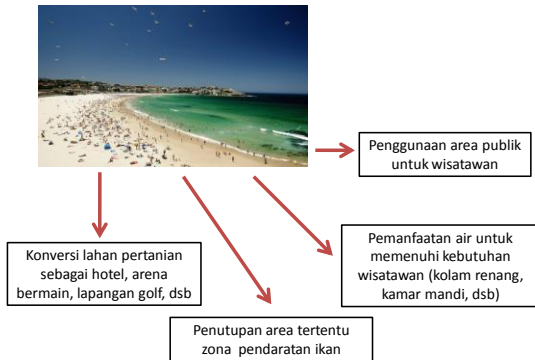 Penggunaan area publik
untuk wisatawan
Konversi lahan pertanian
sebagai hotel, arena
bermain, lapangan golf, dsb
Pemanfaatan air untuk
memenuhi kebutuhan
wisatawan (kolam renang,
kamar mandi, dsb)
Penutupan area tertentu
zona pendaratan ikan